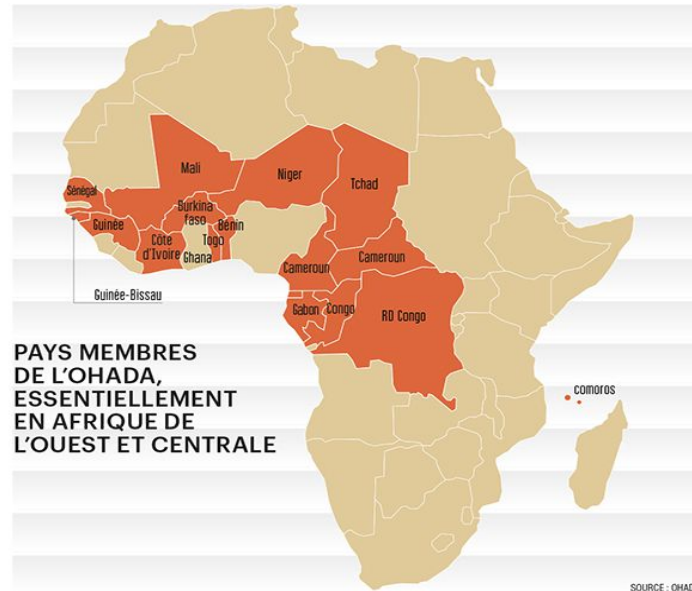 Mali
Niger
Tchad
Sénégal
Burkina
faso
Bénin
Guinée
Côte
d'Ivoire
Togo
Ghana
Cameroun
Cameroun
Guinée-Bissau
Gabon
Congo
RD Congo
PAYS MEMBRES
DE L'OHADA,
ESSENTIELLEMENT
EN AFRIQUE DE
L'OUEST ET CENTRALE
comoros
SOURCE : OHAD